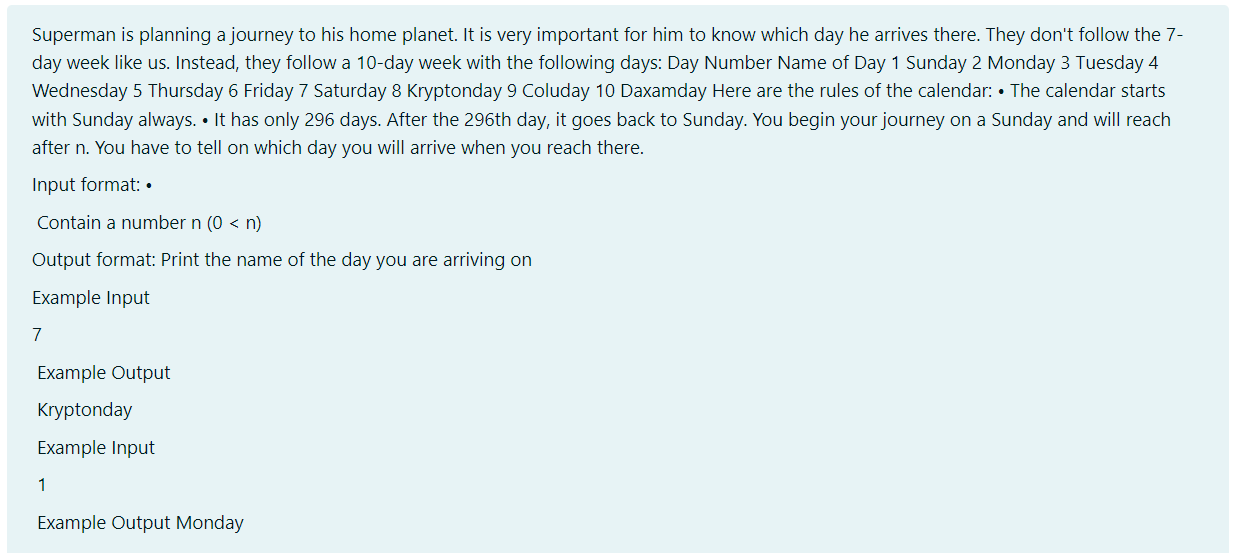 Superman is planning a journey to his home planet. It is very important for him to know which day he arrives there. They don't follow the 7-
day week like us. Instead, they follow a 10-day week with the following days: Day Number Name of Day 1 Sunday 2 Monday 3 Tuesday 4
Wednesday 5 Thursday 6 Friday 7 Saturday 8 Kryptonday 9 Coluday 10 Daxamday Here are the rules of the calendar: • The calendar starts
with Sunday always. • It has only 296 days. After the 296th day, it goes back to Sunday. You begin your journey on a Sunday and will reach
after n. You have to tell on which day you will arrive when you reach there.
Input format: •
Contain a number n (0 < n)
Output format: Print the name of the day you are arriving on
Example Input
7
Example Output
Kryptonday
Example Input
1
Example Output Monday